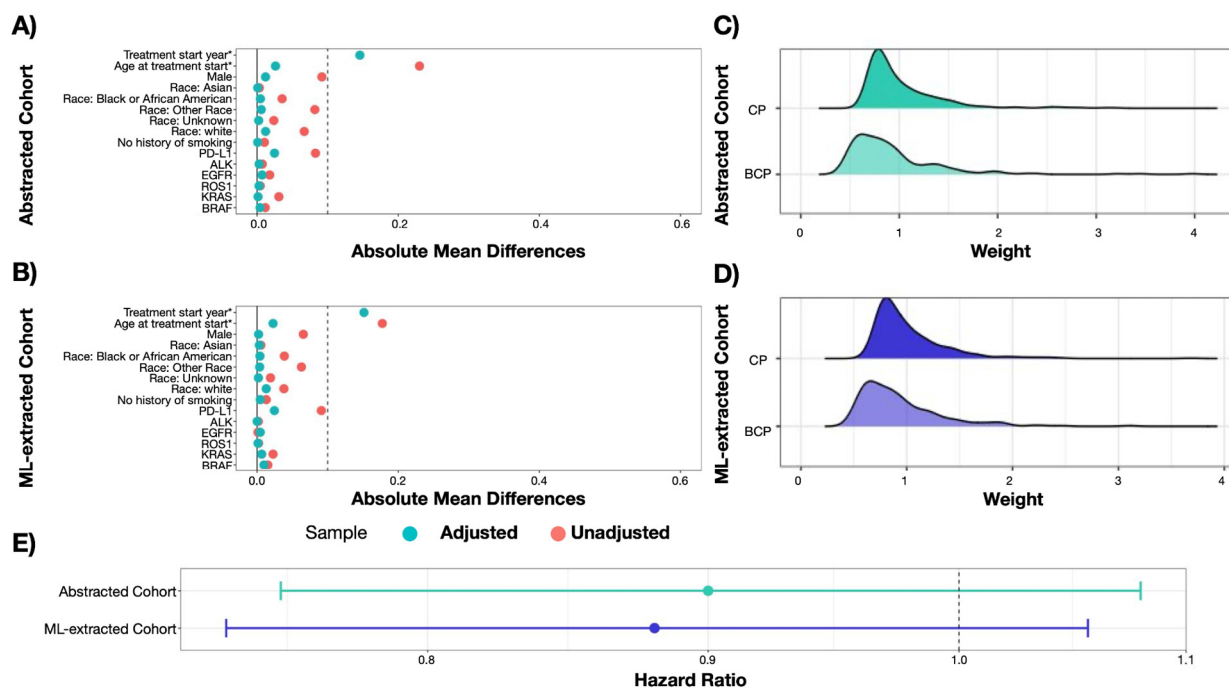 A)
Abstracted Cohort
Treatment start year*
Age at treatment start*
Male
Race: Asian
Race: Black or African American
Race: Other Race
Race: Unknown
Race: white
No history of smoking
PD-L1
ALK
EGFR
ROS1
KRAS
BRAF
0.0 0.2 0.4 0.6
Absolute Mean Differences
B)
ML-extracted Cohort
Treatment start year*
Age at treatment start*
Male
Race: Asian
Race: Black or African American
Race: Other Race
Race: Unknown
Race: white
No history of smoking
PD-L1
ALK
EGFR
ROS1
KRAS
BRAF
0.0 0.2 0.4 0.6
Absolute Mean Differences
Sample Adjusted Unadjusted
C)
Abstracted Cohort
CP
BCP
0 1 2 3 4
Weight
D)
ML-extracted Cohort
CP
BCP
0 1 2 3 4
Weight
E)
Abstracted Cohort
ML-extracted Cohort
0.8 0.9 1.0 1.1
Hazard Ratio